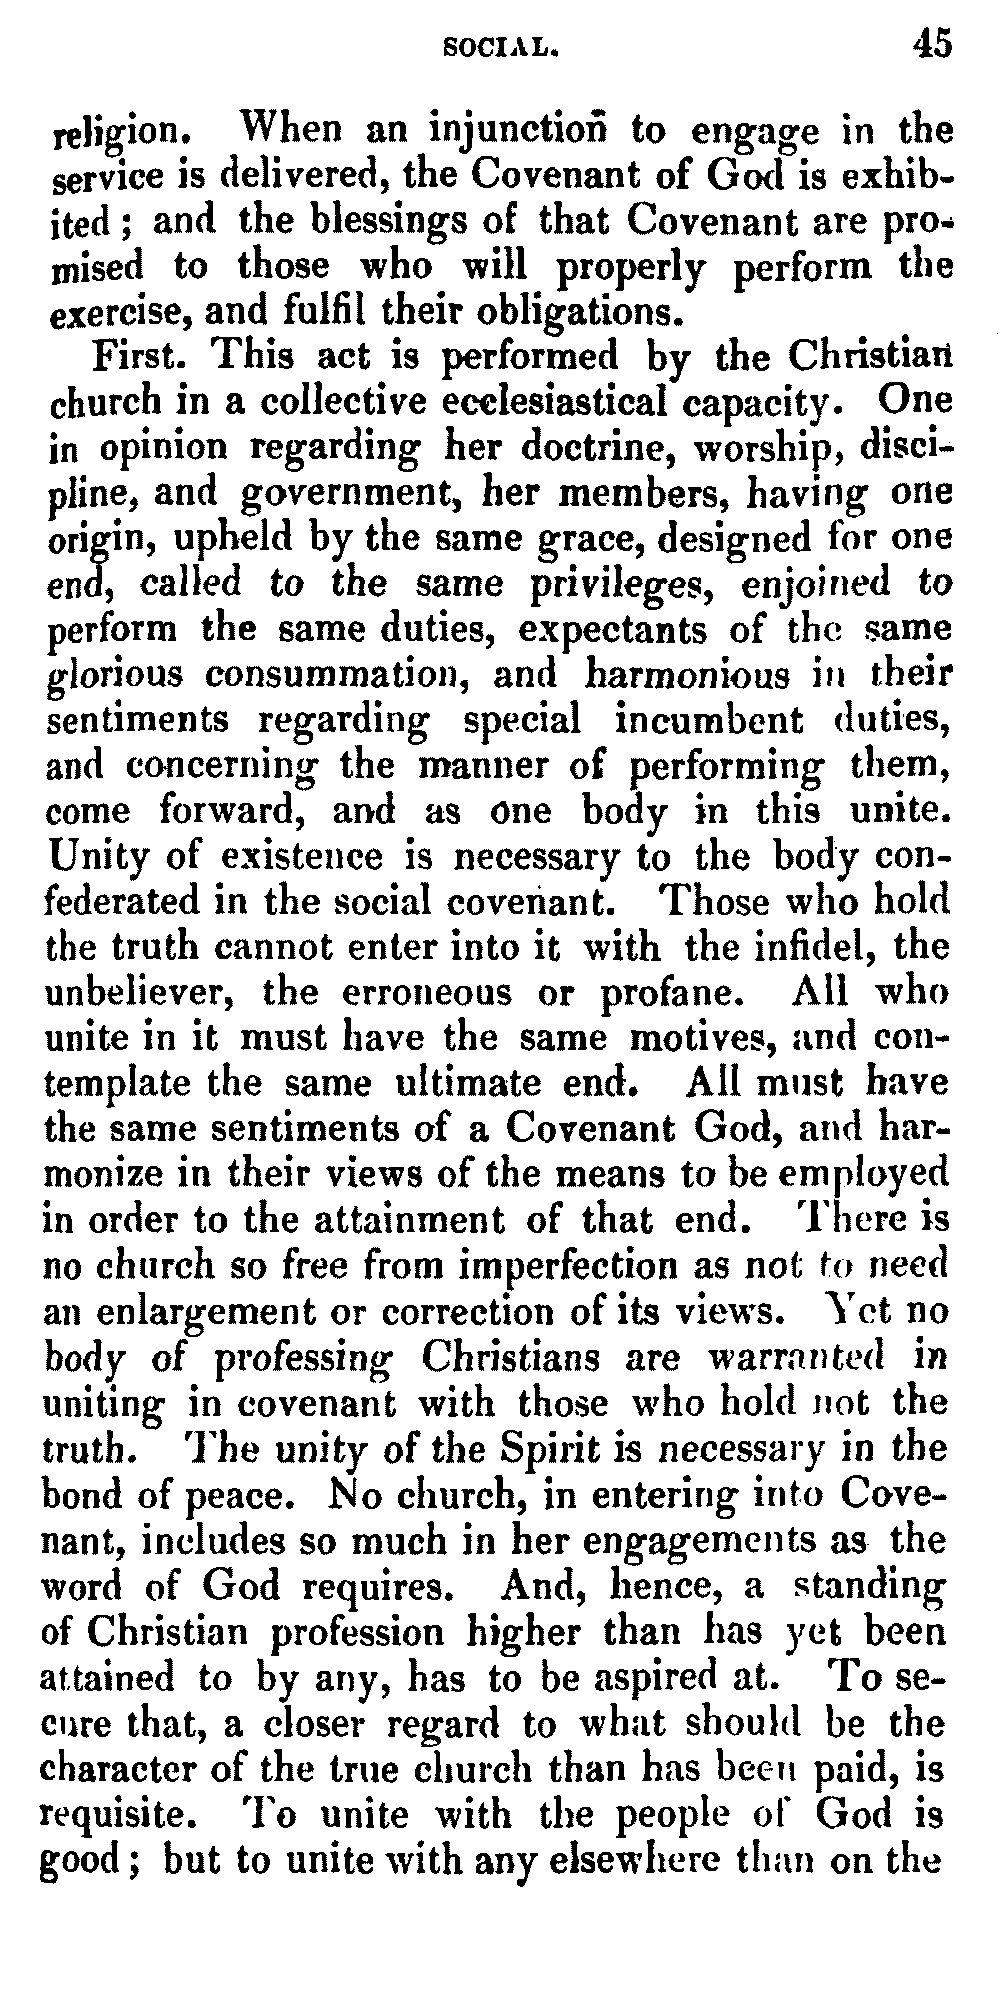 SOCIAL. 45
religion. When an injunction to engage in the
service is delivered, the Covenant of God is exhib-
ited; and the blessings of that Covenant are pro-
mised to those who will properly perform the
exercise, and fulfil their obligations.
First. This act is performed by the Christian
church in a collective ecclesiastical capacity. One
in opinion regarding her doctrine, worship, disci-
pline, and government, her members, having one
origin, upheld by the same grace, designed for one
end, called to the same privileges, enjoined to
perform the same duties, expectants of the same
glorious consummation, and harmonious in their
sentiments regarding special incumbent duties,
and concerning the manner of performing them,
come forward, and as one body in this unite.
Unity of existence is necessary to the body con-
federated in the social covenant. Those who hold
the truth cannot enter into it with the infidel, the
unbeliever, the erroneous or profane. All who
unite in it must have the same motives, and con-
template the same ultimate end. All must have
the same sentiments of a Covenant God, and har-
monize in their views of the means to be employed
in order to the attainment of that end. There is
no church so free from imperfection as not to need
an enlargement or correction of its views. Yet no
body of professing Christians are warranted in
uniting in covenant with those who hold not the
truth. The unity of the Spirit is necessary in the
bond of peace. No church, in entering into Cove-
nant, includes so much in her engagements as the
word of God requires. And, hence, a standing
of Christian profession higher than has yet been
attained to by any, has to be aspired at. To se-
cure that, a closer regard to what should be the
character of the true church than has been paid, is
requisite. To unite with the people of God is
good; but to unite with any elsewhere than on the